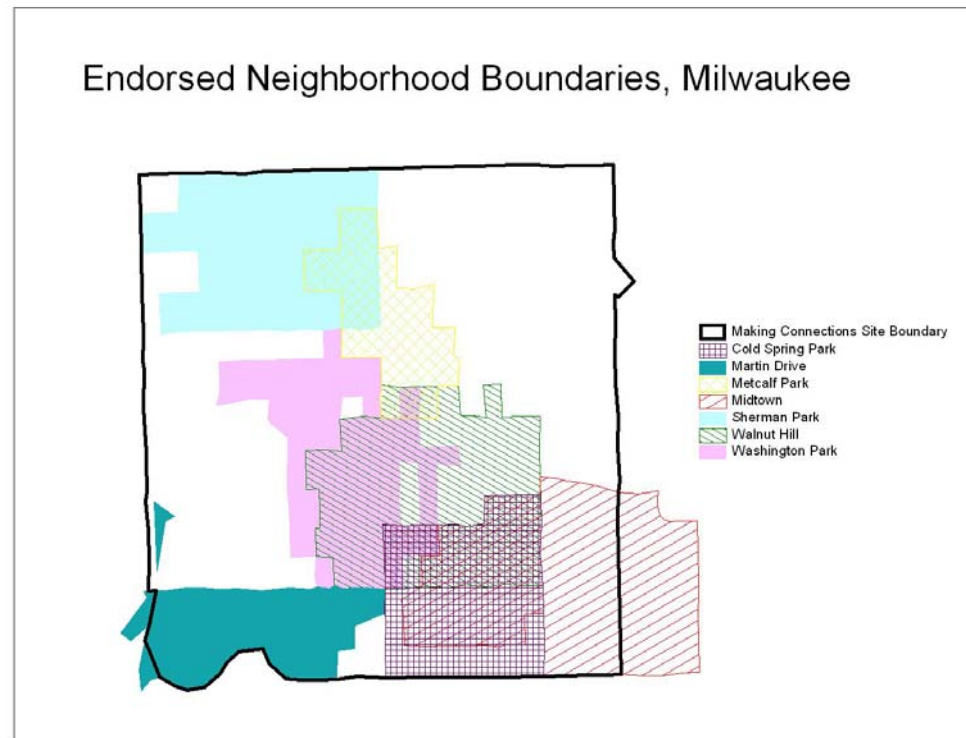 Endorsed Neighborhood Boundaries, Milwaukee
Making Connections Site Boundary
Cold Spring Park
Martin Drive
Metcalf Park
Midtown
Sherman Park
Walnut Hill
Washington Park